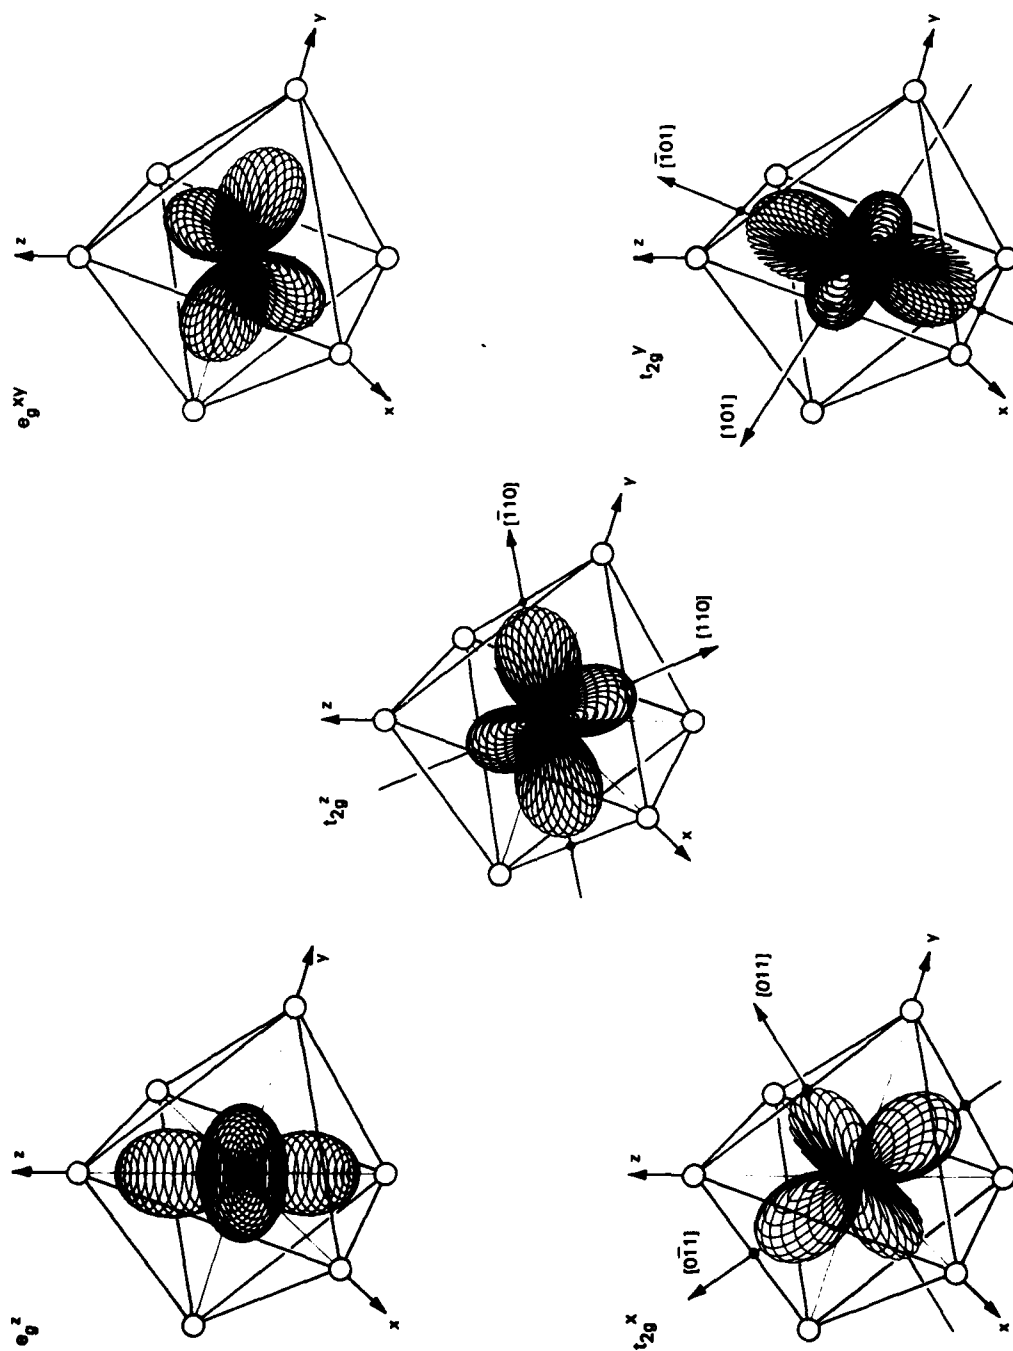 e_g^z
z
y
x
e_g^xy
z
y
x
t_2g^z
z
[1̄10]
y
x
[110]
t_2g^x
z
[01̄1]
[011]
y
x
t_2g^y
z
[1̄01]
[101]
y
x